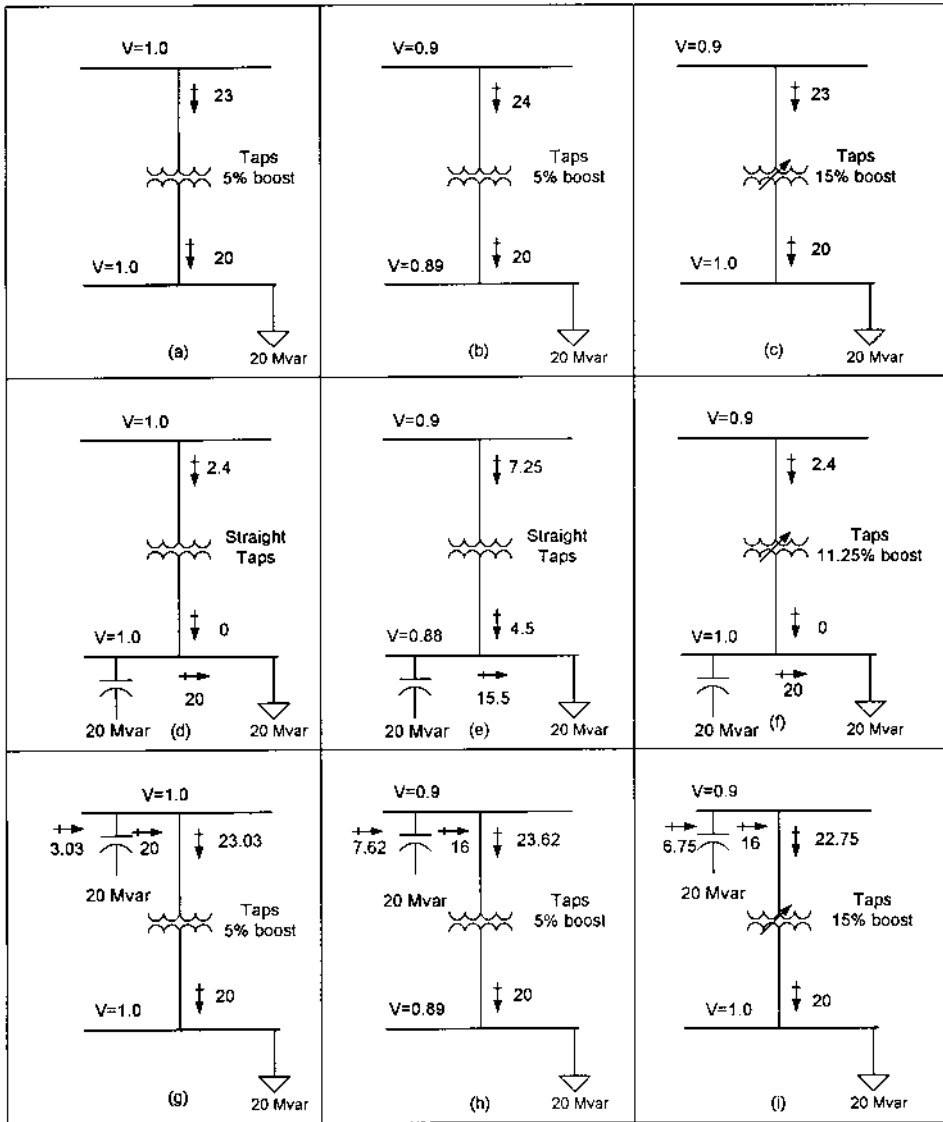 V=1.0
23
Taps
5% boost
V=1.0
20
20 Mvar
(a)
V=0.9
24
Taps
5% boost
V=0.89
20
20 Mvar
(b)
V=0.9
23
Taps
15% boost
V=1.0
20
20 Mvar
(c)
V=1.0
2.4
Straight
Taps
V=1.0
0
20
20 Mvar
(d)
20 Mvar
V=0.9
7.25
Straight
Taps
V=0.88
4.5
15.5
20 Mvar
(e)
20 Mvar
V=0.9
2.4
Taps
11.25% boost
V=1.0
0
20
20 Mvar
(f)
20 Mvar
V=1.0
3.03
20
23.03
20 Mvar
Taps
5% boost
V=1.0
20
(g)
20 Mvar
V=0.9
7.62
16
23.62
20 Mvar
Taps
5% boost
V=0.89
20
(h)
20 Mvar
V=0.9
6.75
16
22.75
20 Mvar
Taps
15% boost
V=1.0
20
(i)
20 Mvar